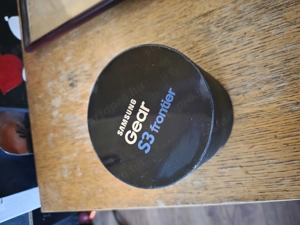 SAMSUNG
Gear
S3 frontier